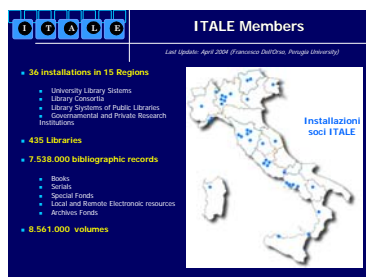 I T A L E
ITALE Members
Last Update: April 2004 (Francesco Dell'Orso, Perugia University)
36 installations in 15 Regions
University Library Sistems
Library Consortia
Library Slystems of Public Libraries
Governamental and Private Research
Institutions
435 Libraries
7.538.000 bibliographic records
Books
Serials
Special Fonds
Local and Remote Electronoic resources
Archives Fonds
8.561.000 volumes
Installazioni
soci ITALE